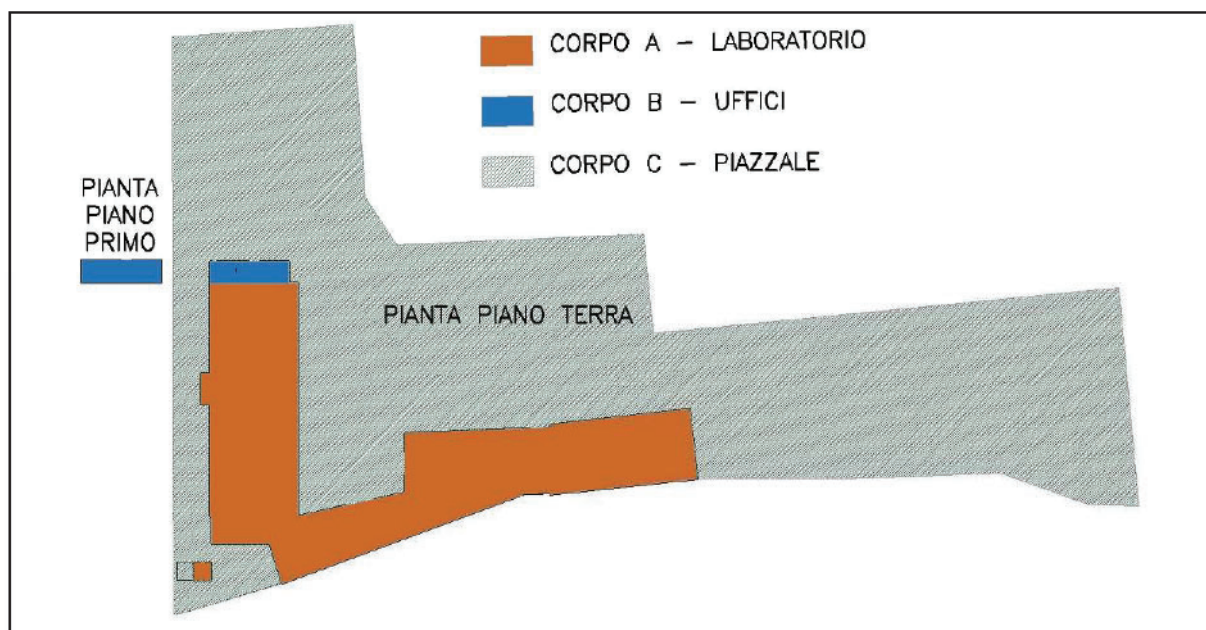 CORPO A – LABORATORIO
CORPO B – UFFICI
CORPO C – PIAZZALE
PIANTA
PIANO
PRIMO
PIANTA PIANO TERRA